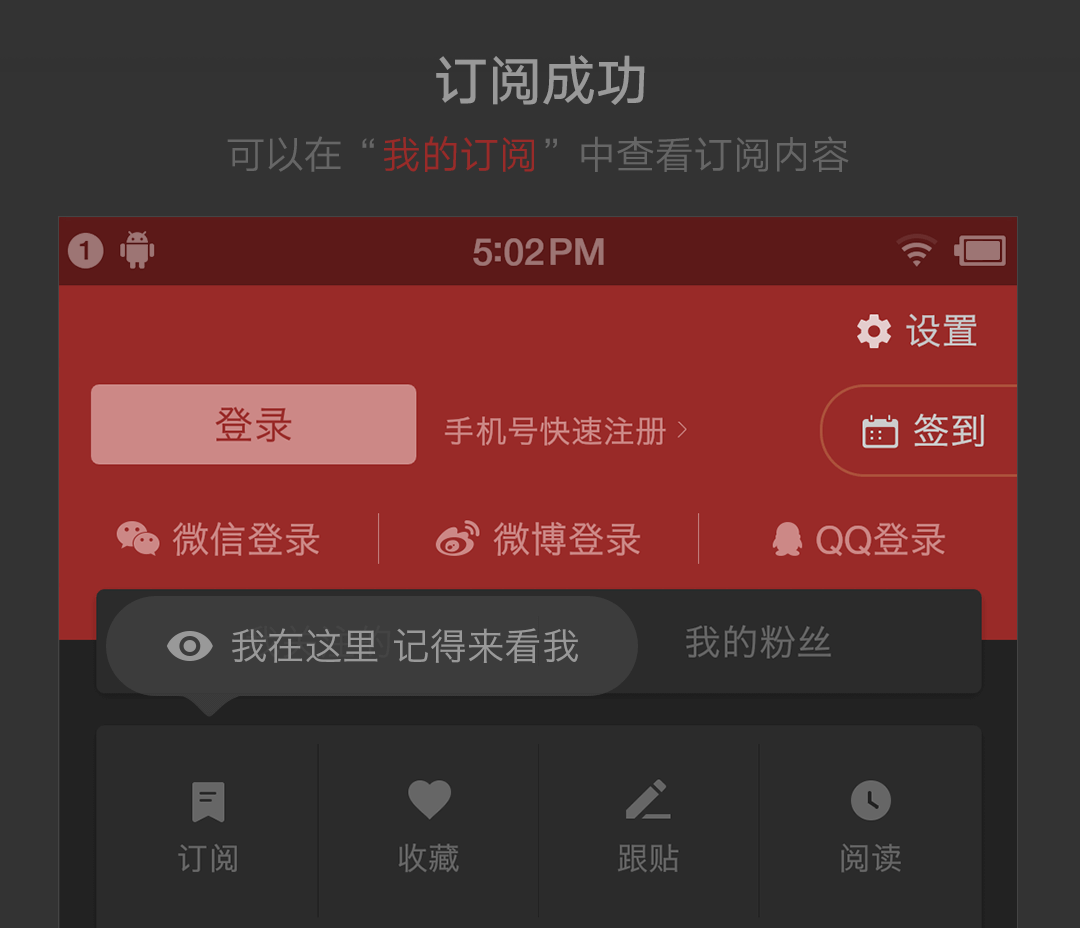 订阅成功
可以在“我的订阅”中查看订阅内容
1 5:02PM
设置
登录 手机号快速注册 >
签到
微信登录 微博登录 QQ登录
我在这里 记得来看我 我的粉丝
订阅 收藏 跟贴 阅读